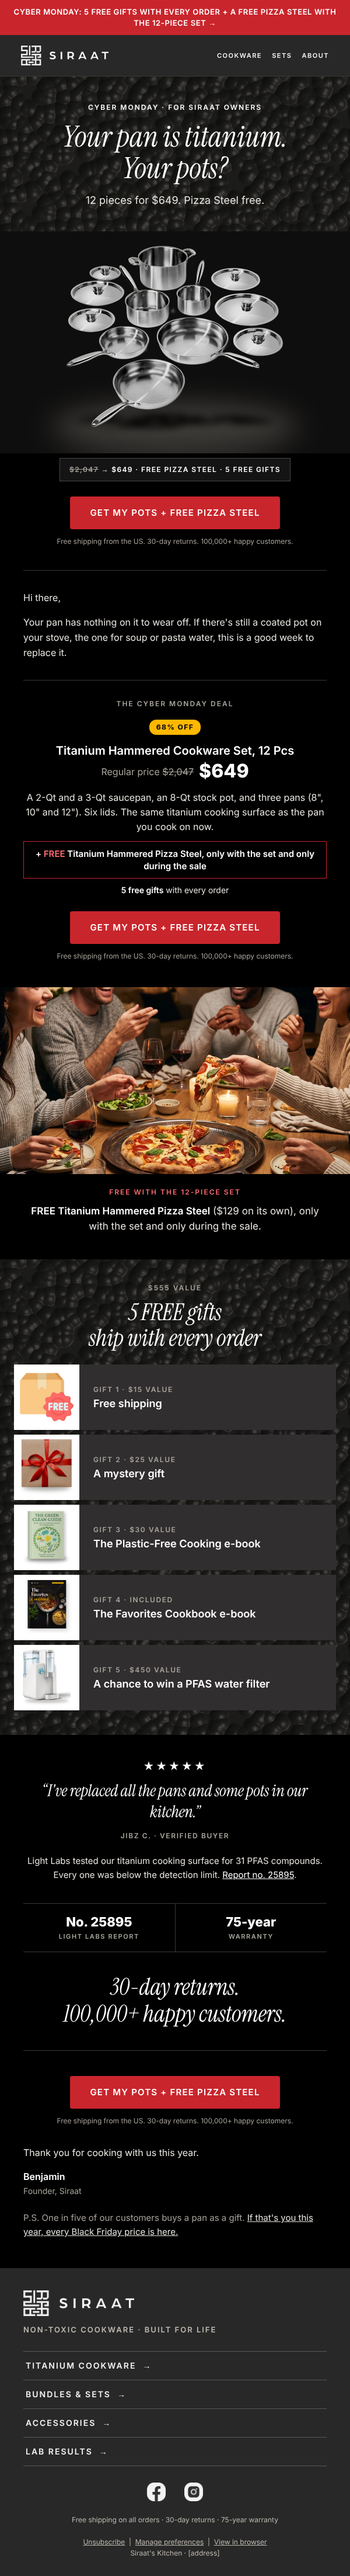 CYBER MONDAY: 5 FREE GIFTS WITH EVERY ORDER + A FREE PIZZA STEEL WITH
THE 12-PIECE SET →
SIRAAT
COOKWARE SETS ABOUT
CYBER MONDAY · FOR SIRAAT OWNERS
Your pan is titanium.
Your pots?
12 pieces for $649. Pizza Steel free.
$2,047 → $649 · FREE PIZZA STEEL · 5 FREE GIFTS
GET MY POTS + FREE PIZZA STEEL
Free shipping from the US. 30-day returns. 100,000+ happy customers.
Hi there,
Your pan has nothing on it to wear off. If there's still a coated pot on
your stove, the one for soup or pasta water, this is a good week to
replace it.
THE CYBER MONDAY DEAL
68% OFF
Titanium Hammered Cookware Set, 12 Pcs
Regular price $2,047 $649
A 2-Qt and a 3-Qt saucepan, an 8-Qt stock pot, and three pans (8",
10" and 12"). Six lids. The same titanium cooking surface as the pan
you cook on now.
+ FREE Titanium Hammered Pizza Steel, only with the set and only
during the sale
5 free gifts with every order
GET MY POTS + FREE PIZZA STEEL
Free shipping from the US. 30-day returns. 100,000+ happy customers.
FREE WITH THE 12-PIECE SET
FREE Titanium Hammered Pizza Steel ($129 on its own), only
with the set and only during the sale.
$555 VALUE
5 FREE gifts
ship with every order
FREE
GIFT 1 · $15 VALUE
Free shipping
GIFT 2 · $25 VALUE
A mystery gift
GIFT 3 · $30 VALUE
The Plastic-Free Cooking e-book
GIFT 4 · INCLUDED
The Favorites Cookbook e-book
GIFT 5 · $450 VALUE
A chance to win a PFAS water filter
★★★★★
“I've replaced all the pans and some pots in our
kitchen.”
JIBZ C. · VERIFIED BUYER
Light Labs tested our titanium cooking surface for 31 PFAS compounds.
Every one was below the detection limit. Report no. 25895.
No. 25895
LIGHT LABS REPORT
75-year
WARRANTY
30-day returns.
100,000+ happy customers.
GET MY POTS + FREE PIZZA STEEL
Free shipping from the US. 30-day returns. 100,000+ happy customers.
Thank you for cooking with us this year.
Benjamin
Founder, Siraat
P.S. One in five of our customers buys a pan as a gift. If that's you this
year, every Black Friday price is here.
SIRAAT
NON-TOXIC COOKWARE · BUILT FOR LIFE
TITANIUM COOKWARE →
BUNDLES & SETS →
ACCESSORIES →
LAB RESULTS →
Free shipping on all orders · 30-day returns · 75-year warranty
Unsubscribe | Manage preferences | View in browser
Siraat's Kitchen · [address]